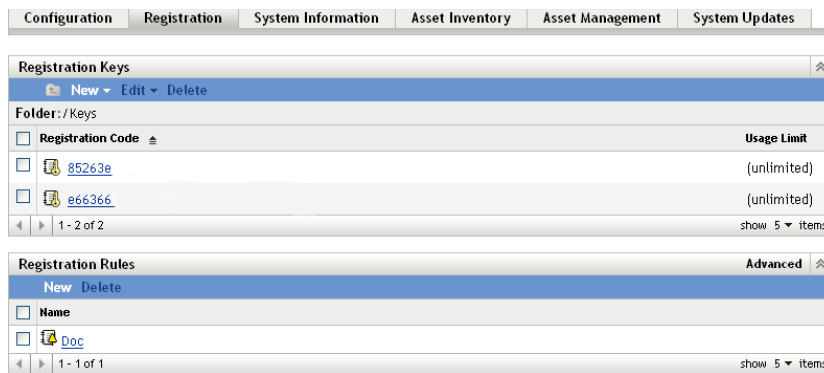 Configuration Registration System Information Asset Inventory Asset Management System Updates
Registration Keys
New Edit Delete
Folder:/Keys
Registration Code Usage Limit
85263e (unlimited)
e66366 (unlimited)
1 - 2 of 2 show 5 items
Registration Rules Advanced
New Delete
Name
Doc
1 - 1 of 1 show 5 items